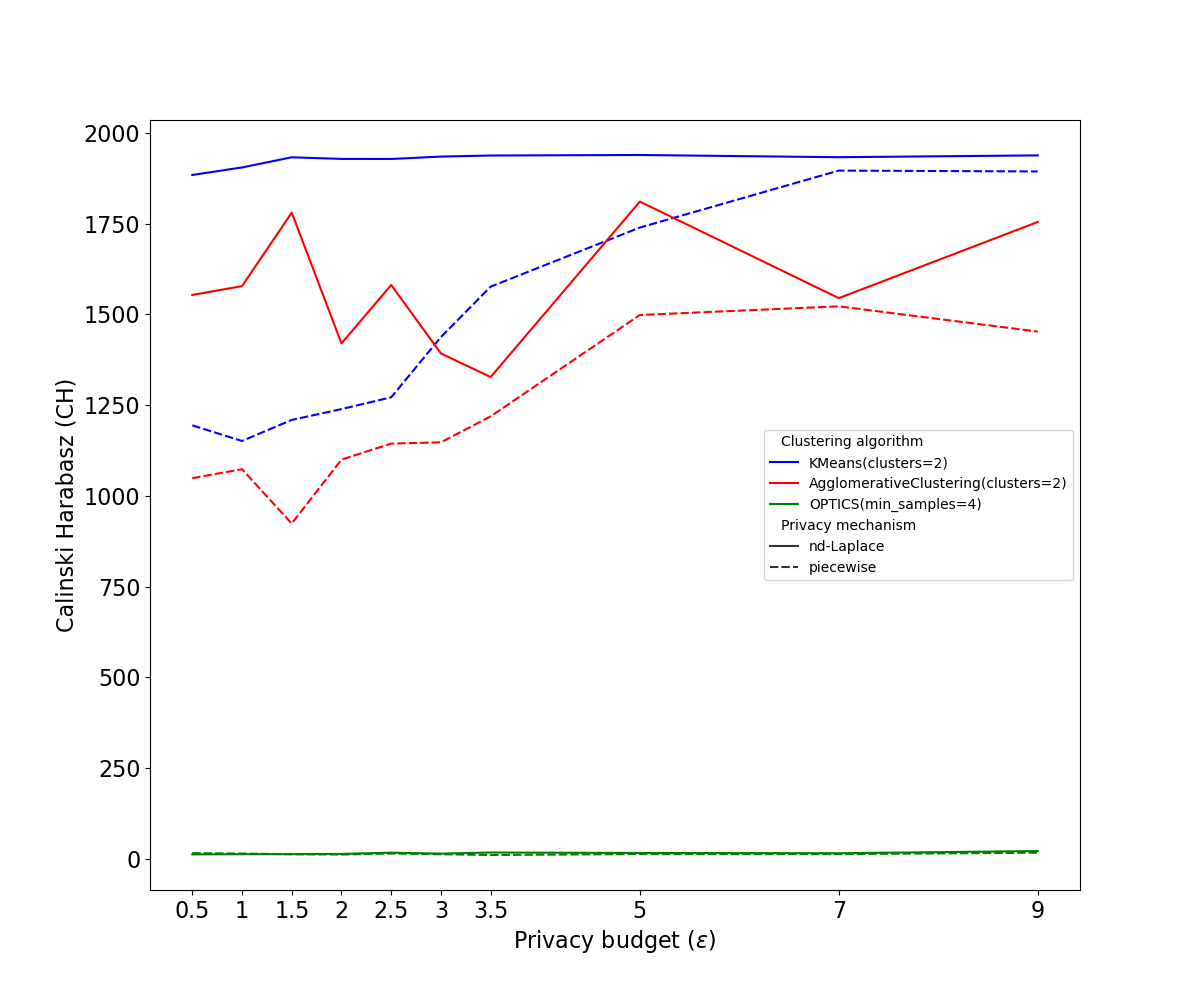 2000
1750
1500
1250
1000
750
500
250
0
Calinski Harabasz (CH)
Clustering algorithm
KMeans(clusters=2)
AgglomerativeClustering(clusters=2)
OPTICS(min_samples=4)
Privacy mechanism
nd-Laplace
piecewise
0.5 1 1.5 2 2.5 3 3.5 5 7 9
Privacy budget (ε)